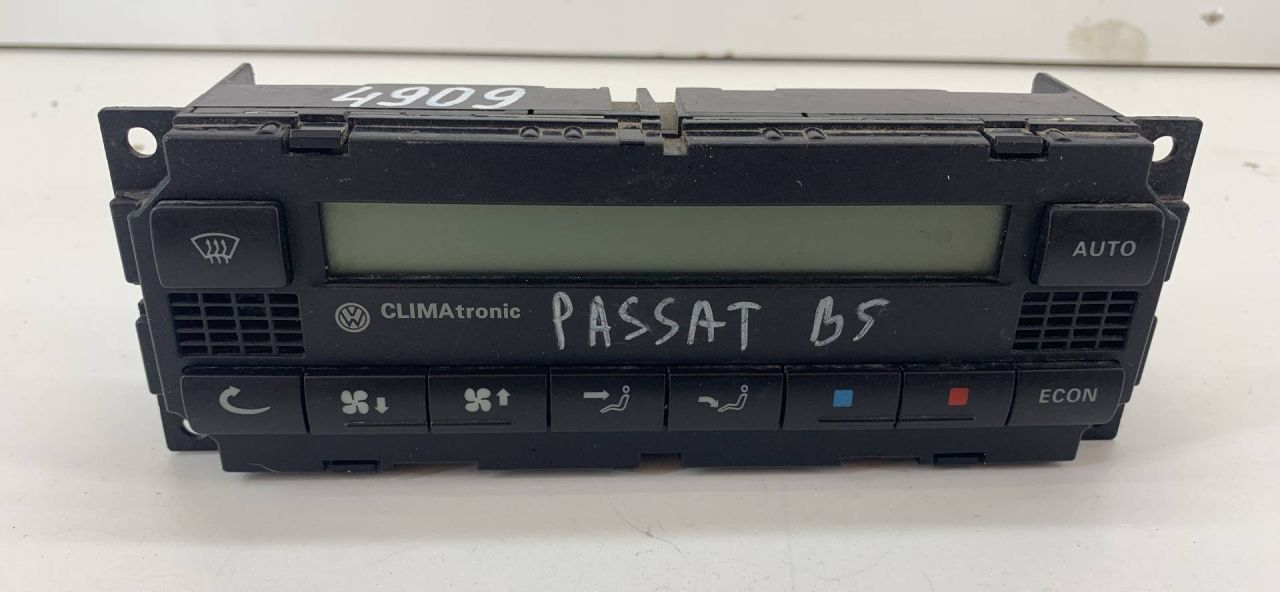 4909
AUTO
CLIMAtronic
PASSAT B5
ECON